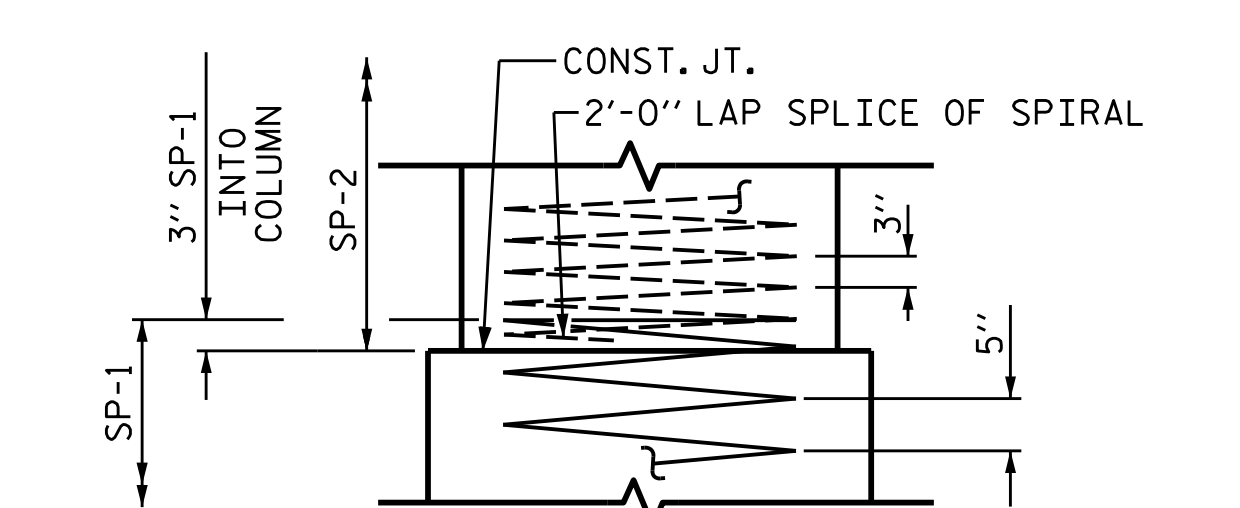 CONST. JT.
2'-0" LAP SPLICE OF SPIRAL
3" SP-1
INTO
COLUMN
SP-2
3"
5"
SP-1